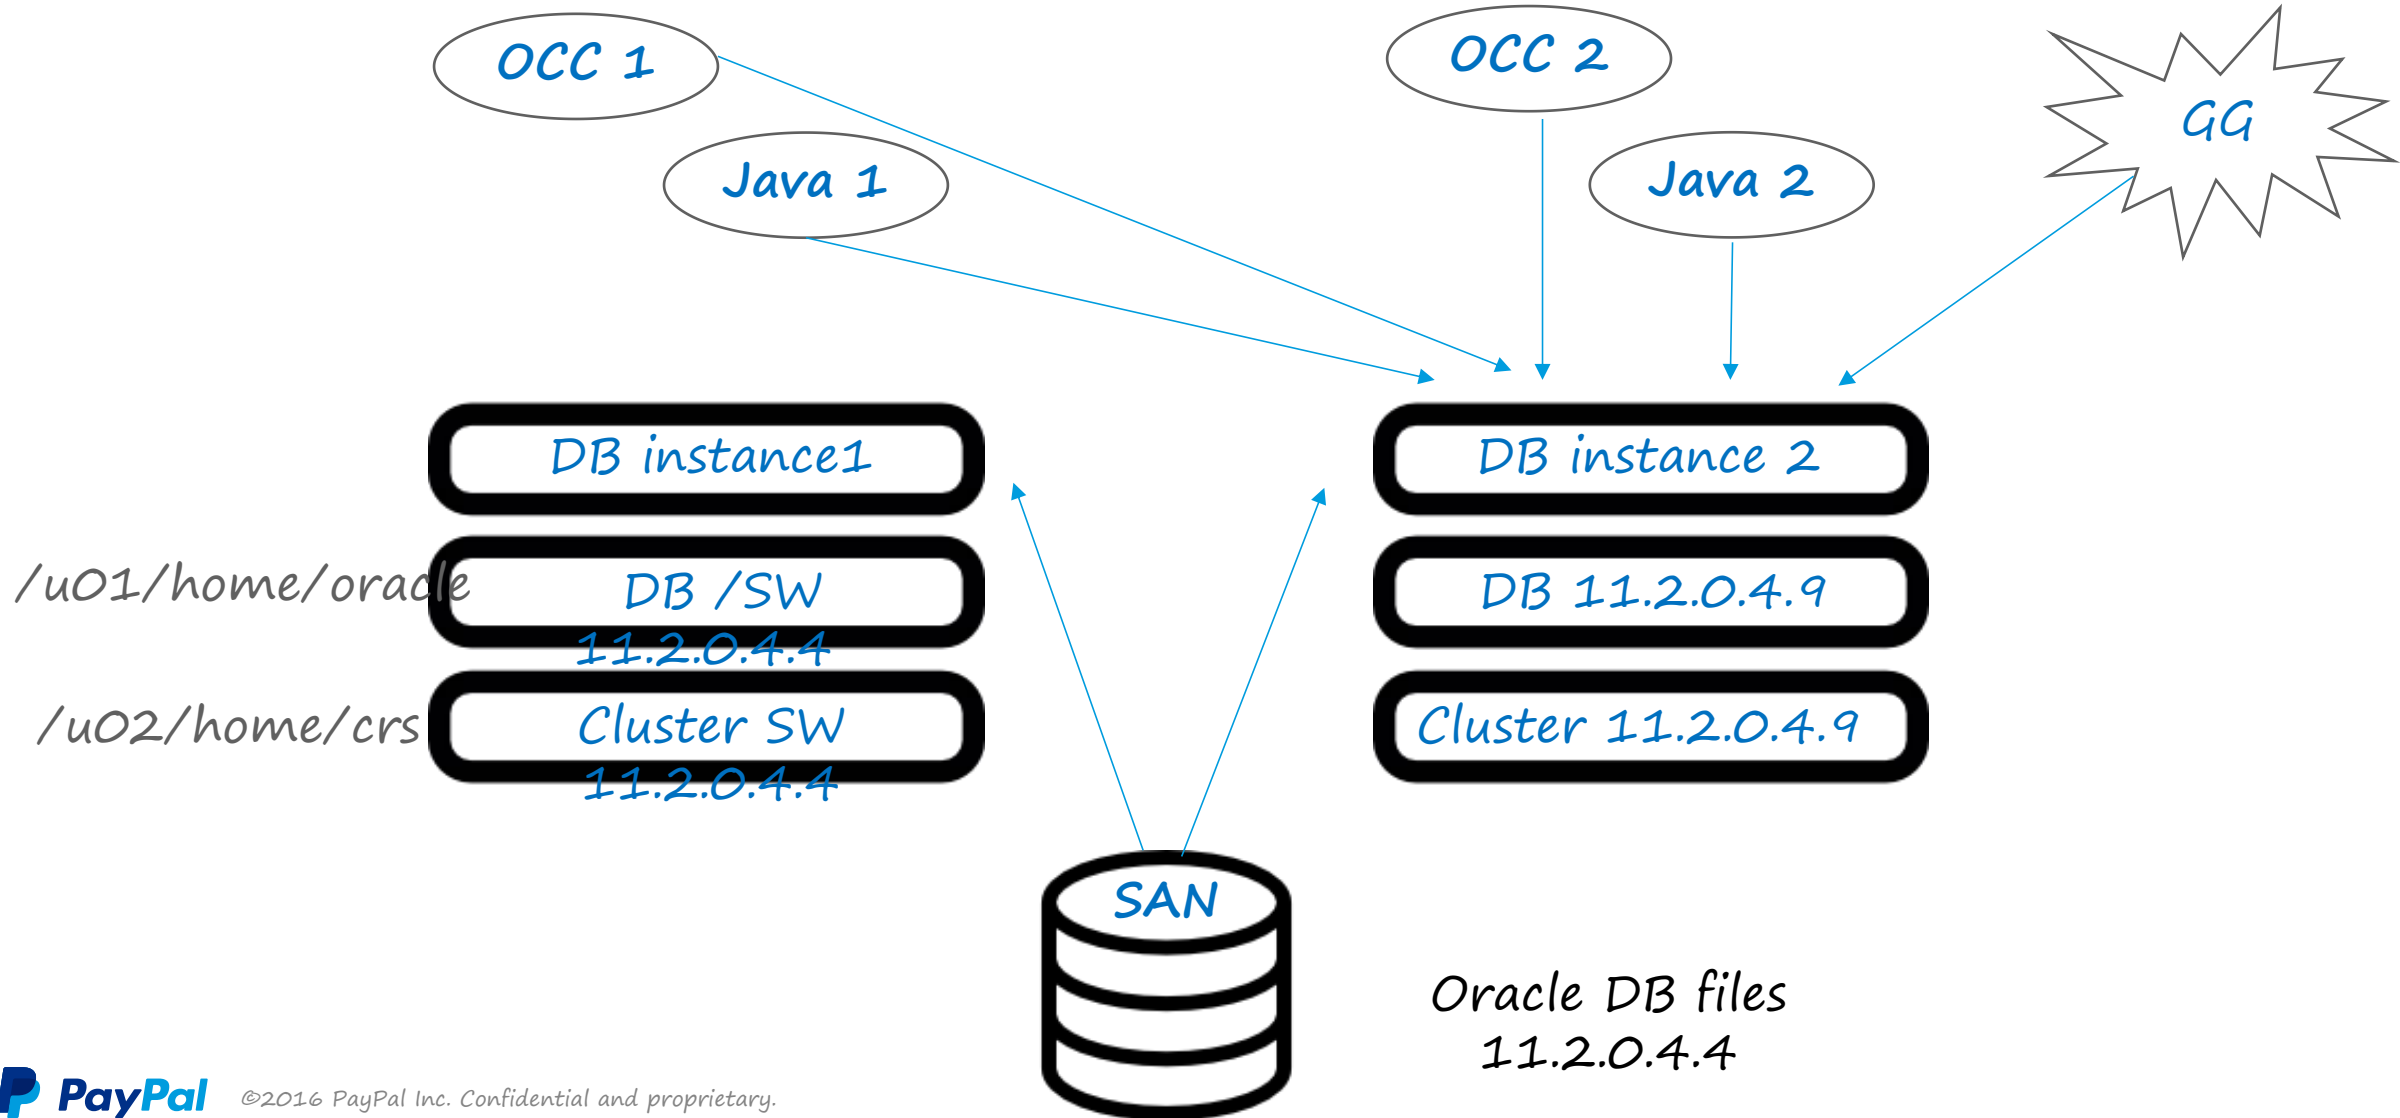 OCC 1
OCC 2
GG
Java 1
Java 2
DB instance1
DB instance 2
/u01/home/oracle
DB /SW
11.2.0.4.4
DB 11.2.0.4.9
/u02/home/crs
Cluster SW
11.2.0.4.4
Cluster 11.2.0.4.9
SAN
Oracle DB files
11.2.0.4.4
PayPal
©2016 PayPal Inc. Confidential and proprietary.